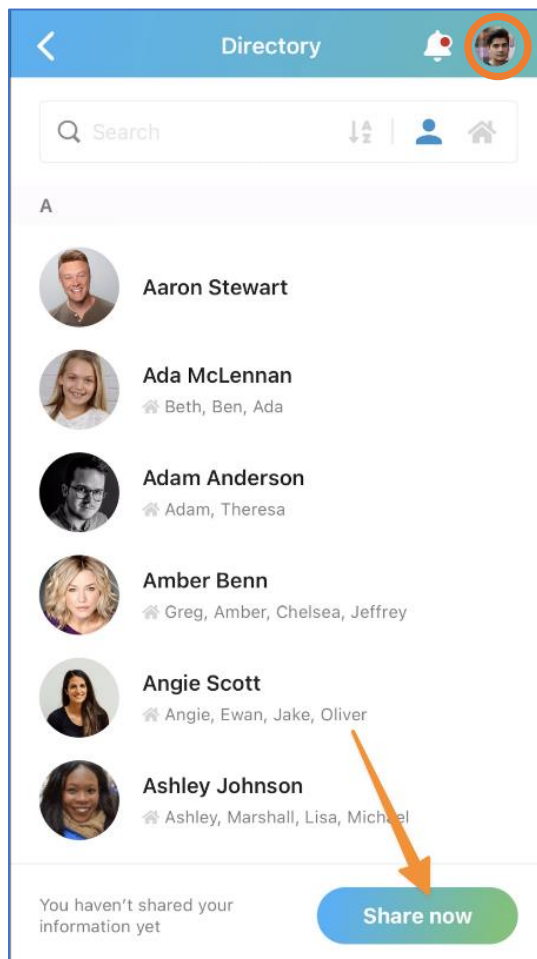 Directory
Search
A
Z
A
Aaron Stewart
Ada McLennan
Beth, Ben, Ada
Adam Anderson
Adam, Theresa
Amber Benn
Greg, Amber, Chelsea, Jeffrey
Angie Scott
Angie, Ewan, Jake, Oliver
Ashley Johnson
Ashley, Marshall, Lisa, Michael
You haven't shared your
information yet
Share now